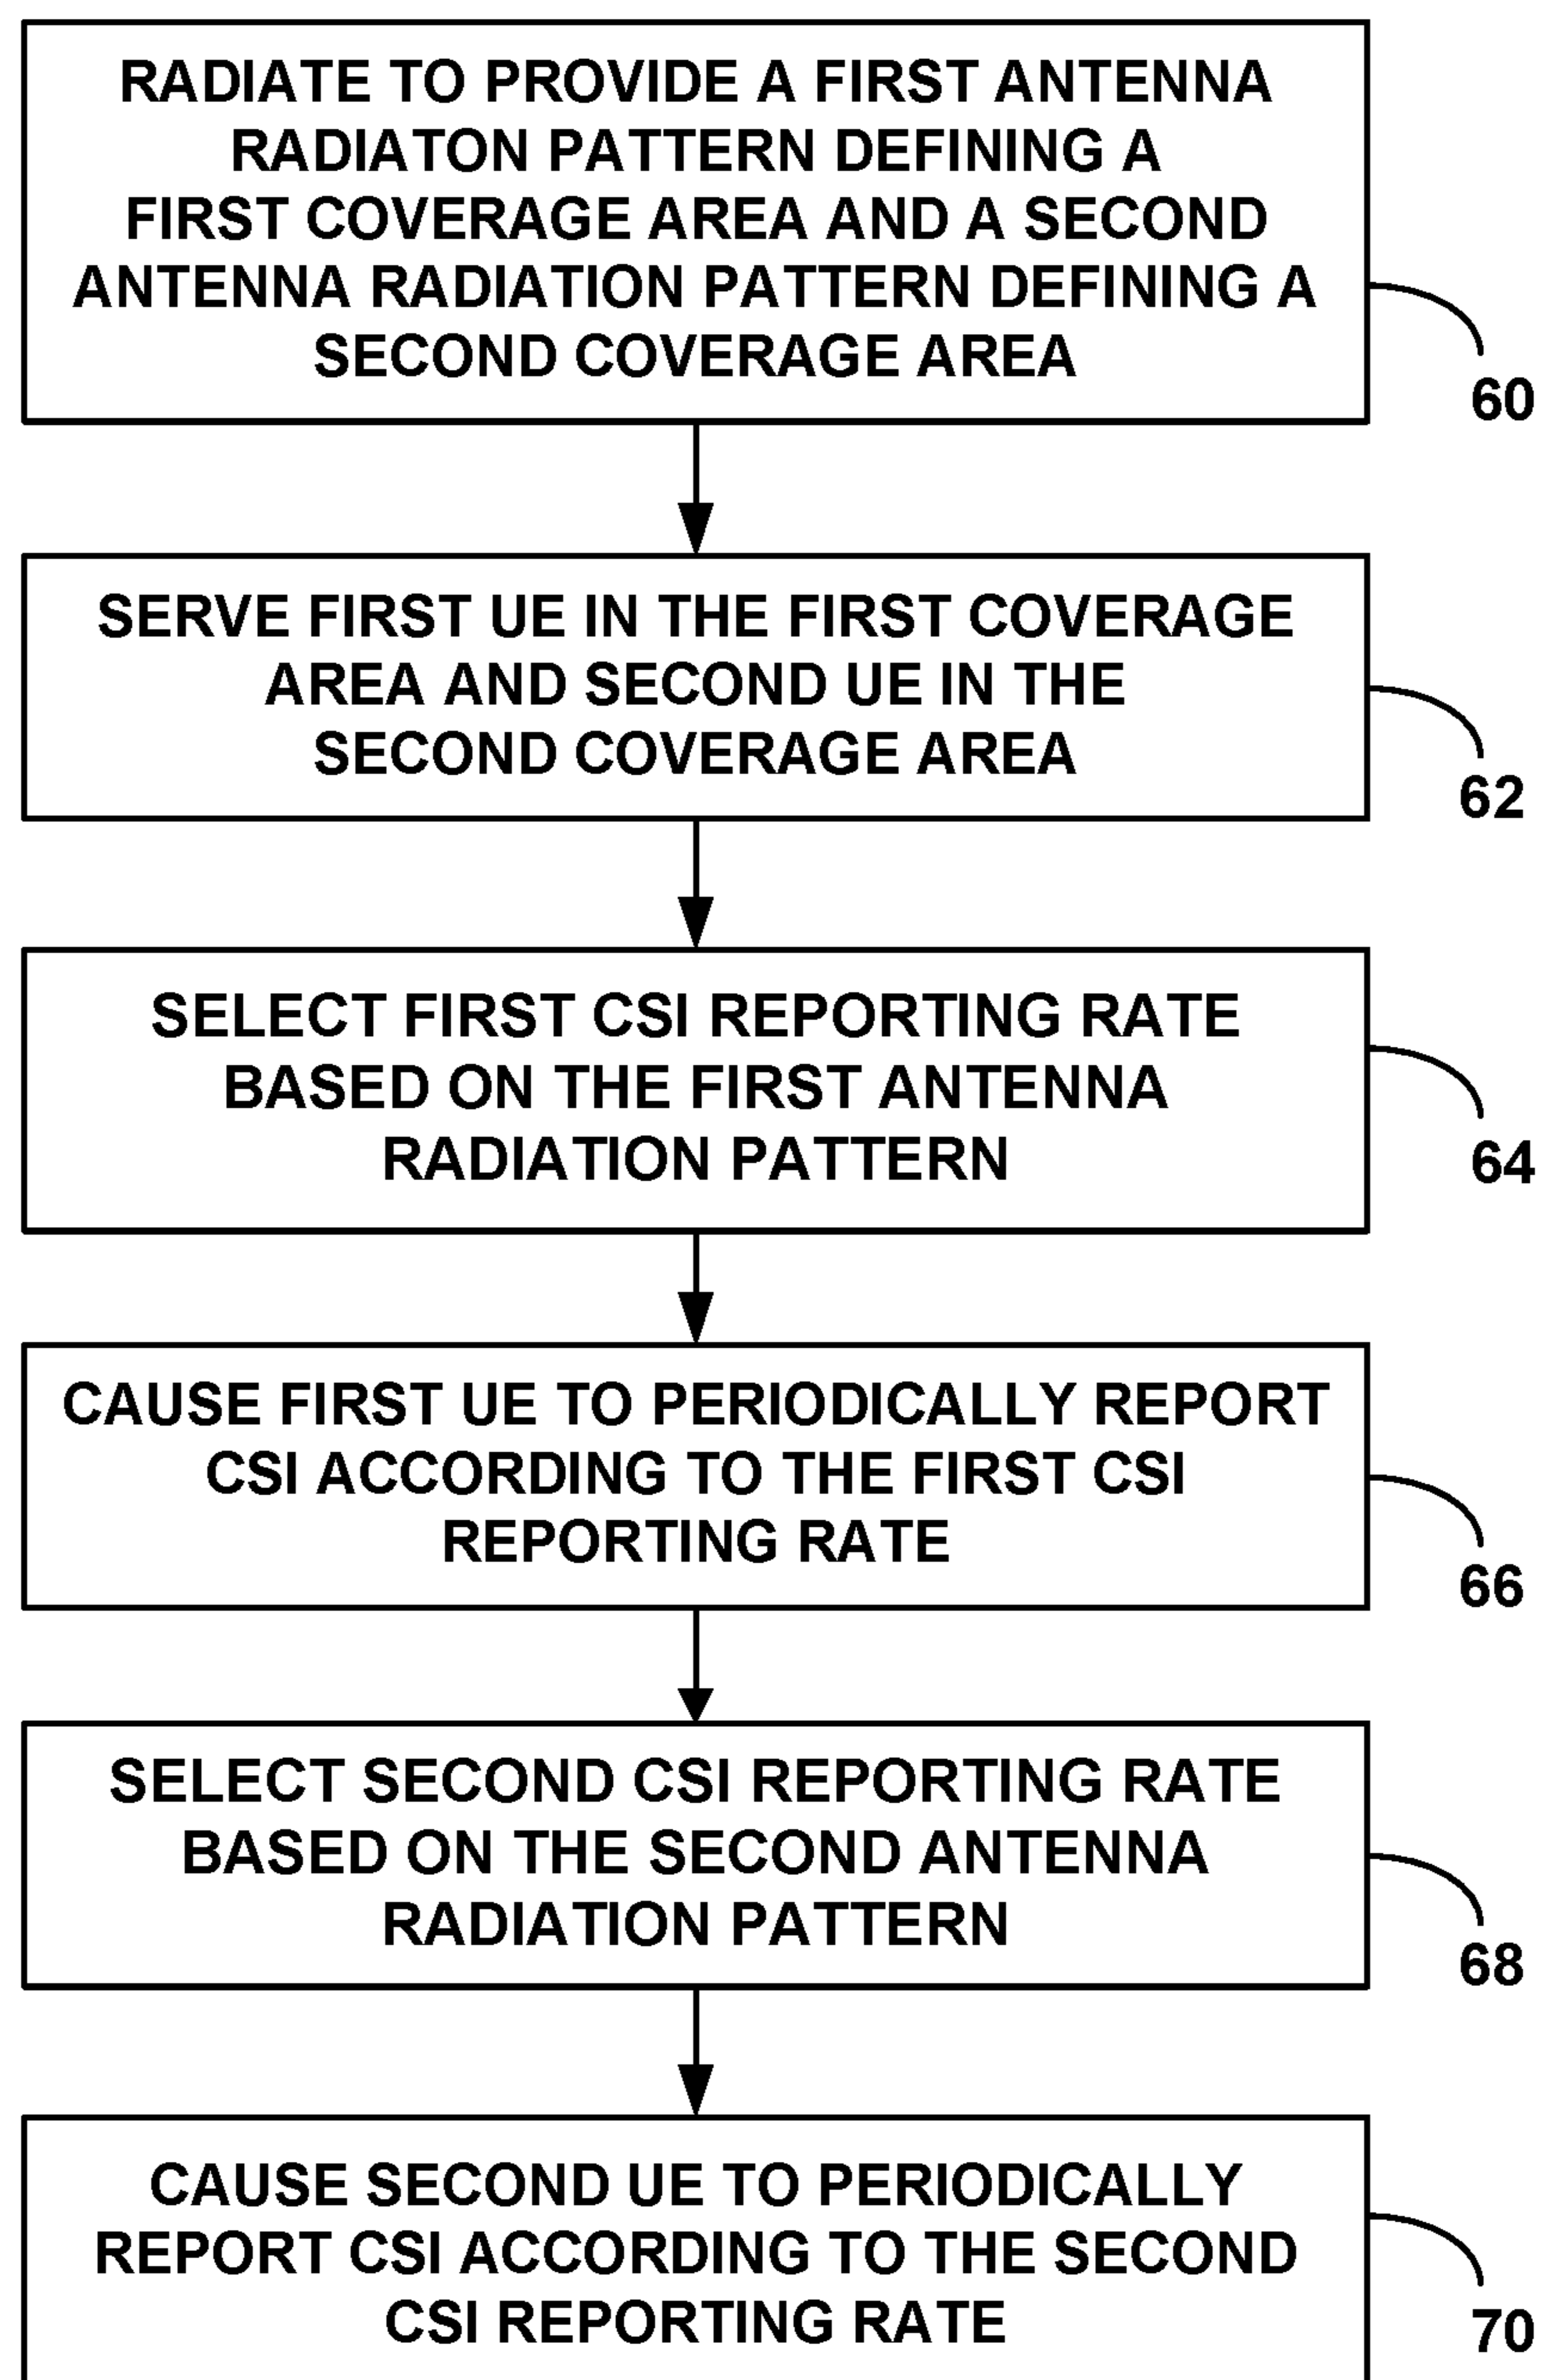 RADIATE TO PROVIDE A FIRST ANTENNA
RADIATON PATTERN DEFINING A
FIRST COVERAGE AREA AND A SECOND
ANTENNA RADIATION PATTERN DEFINING A
SECOND COVERAGE AREA
60
SERVE FIRST UE IN THE FIRST COVERAGE
AREA AND SECOND UE IN THE
SECOND COVERAGE AREA
62
SELECT FIRST CSI REPORTING RATE
BASED ON THE FIRST ANTENNA
RADIATION PATTERN
64
CAUSE FIRST UE TO PERIODICALLY REPORT
CSI ACCORDING TO THE FIRST CSI
REPORTING RATE
66
SELECT SECOND CSI REPORTING RATE
BASED ON THE SECOND ANTENNA
RADIATION PATTERN
68
CAUSE SECOND UE TO PERIODICALLY
REPORT CSI ACCORDING TO THE SECOND
CSI REPORTING RATE
70